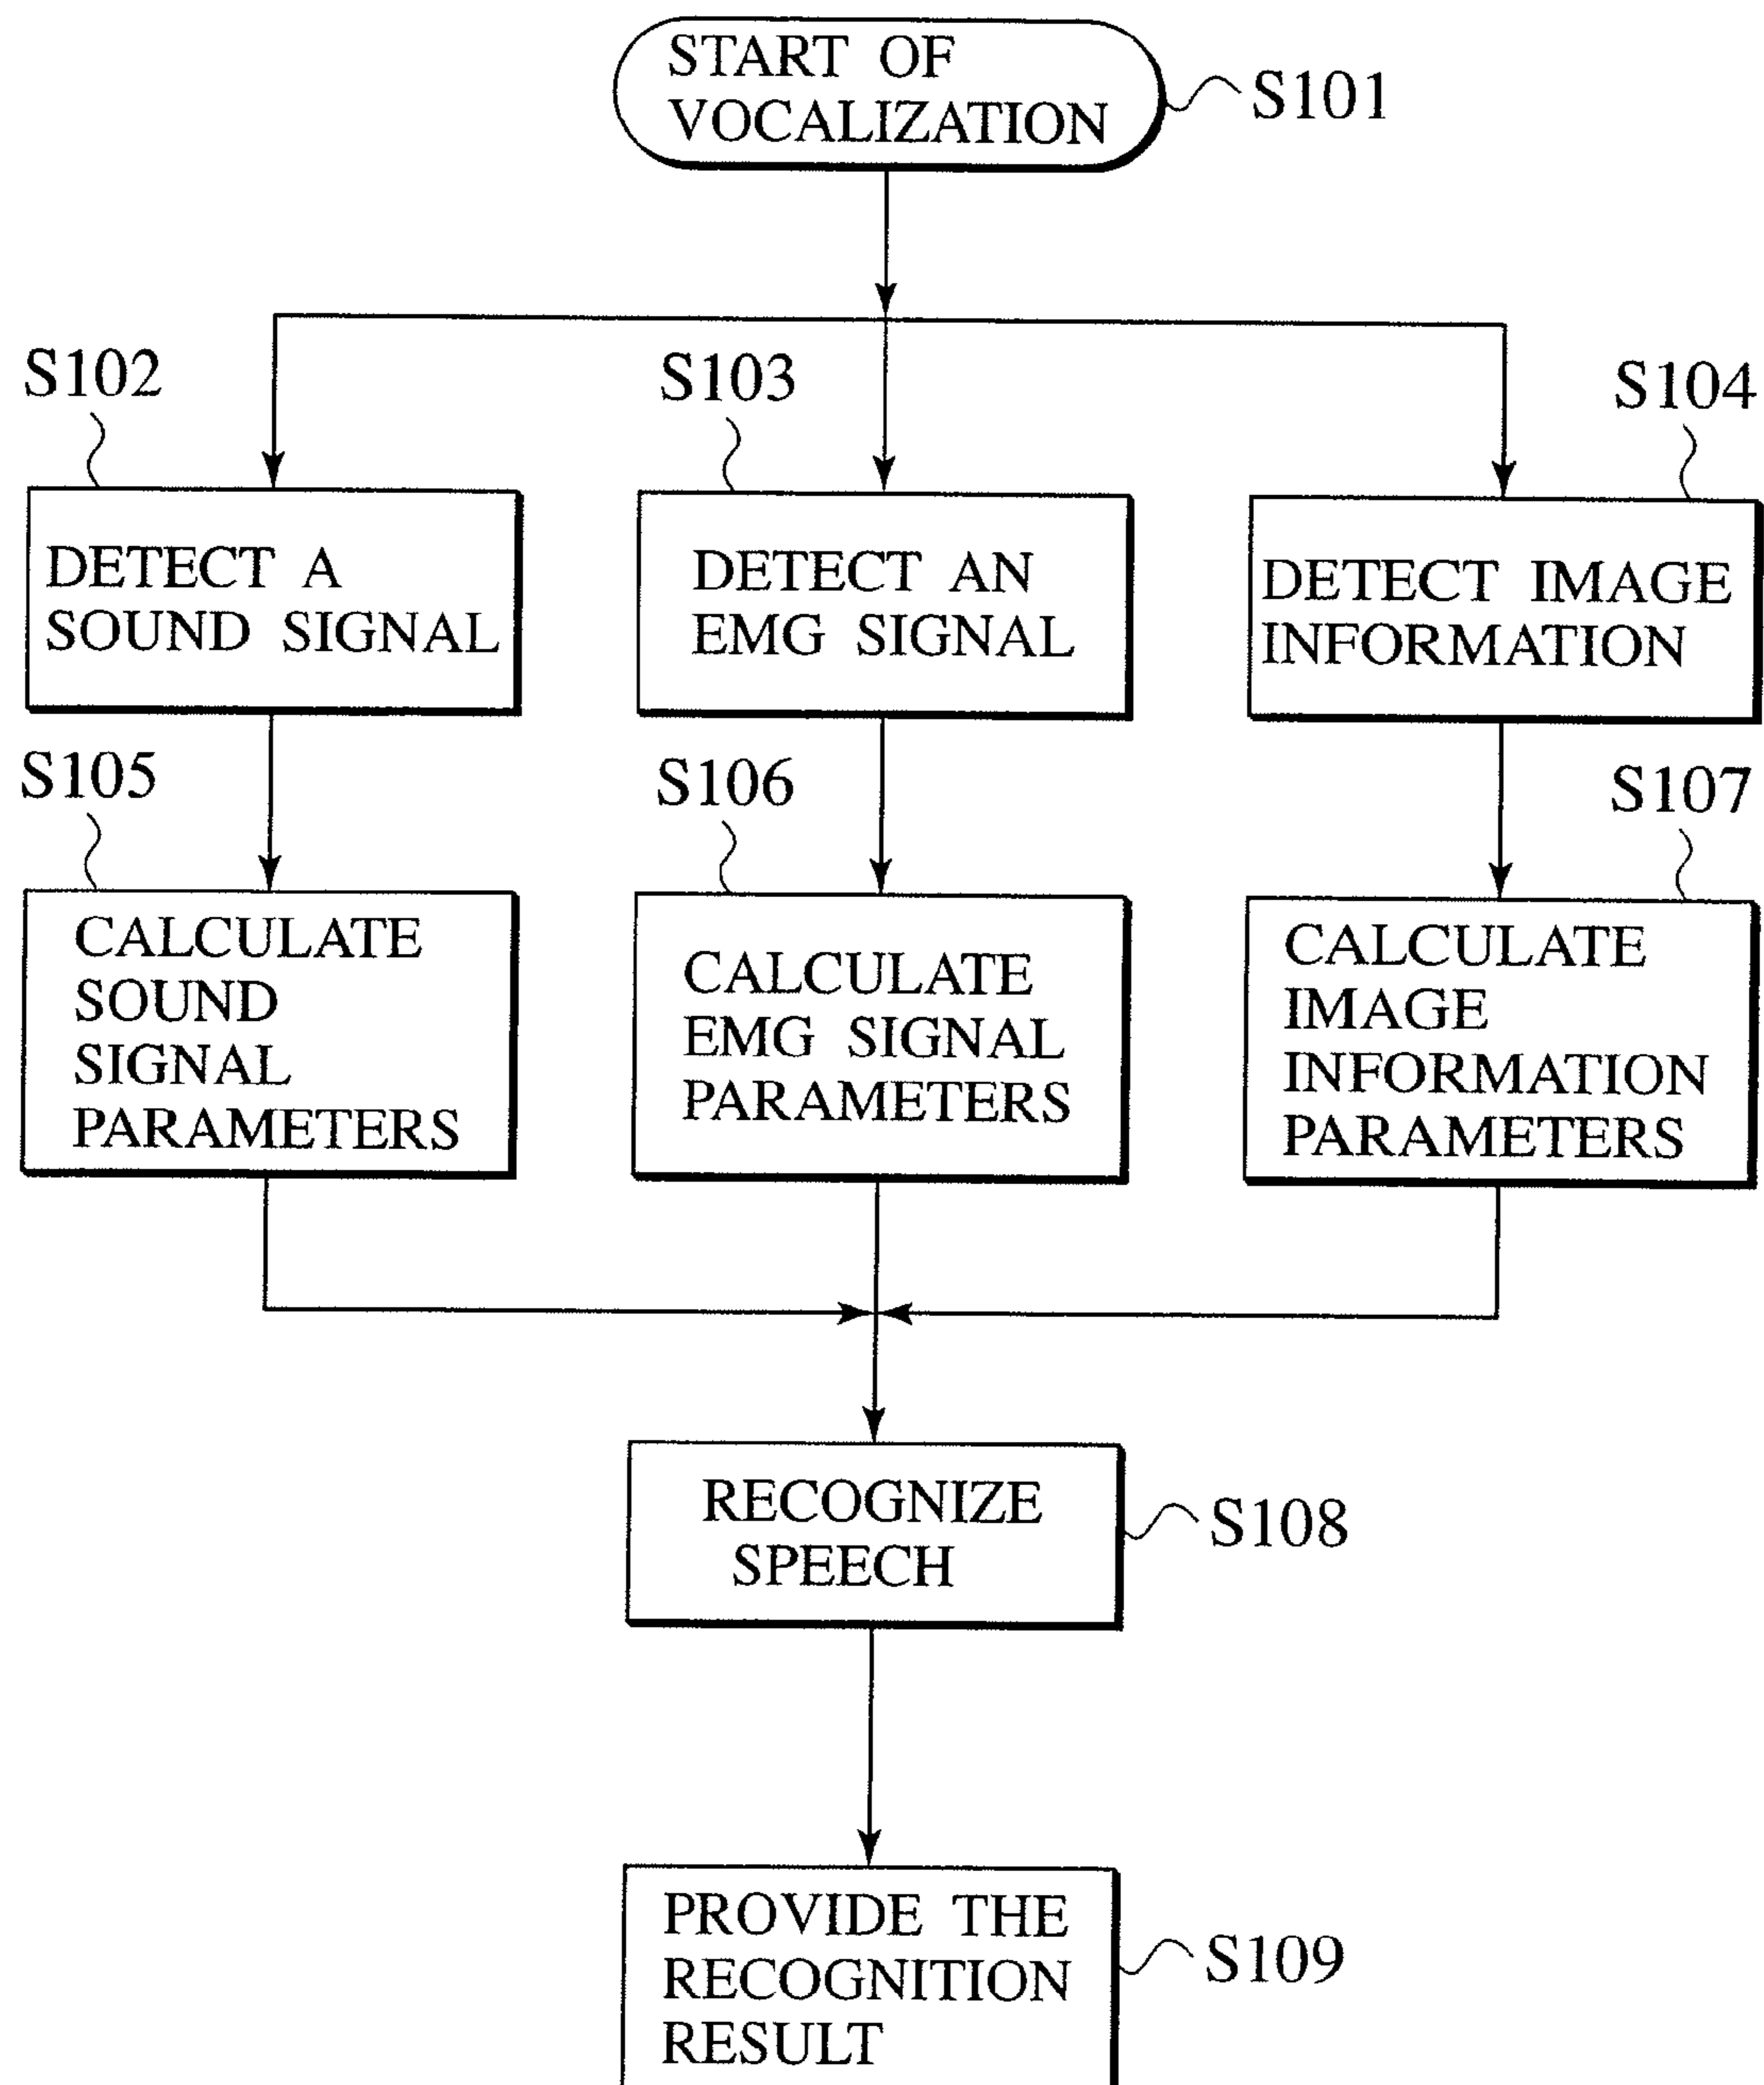 START OF
VOCALIZATION
S101
S102
S103
S104
DETECT A
SOUND SIGNAL
DETECT AN
EMG SIGNAL
DETECT IMAGE
INFORMATION
S105
S106
S107
CALCULATE
SOUND
SIGNAL
PARAMETERS
CALCULATE
EMG SIGNAL
PARAMETERS
CALCULATE
IMAGE
INFORMATION
PARAMETERS
RECOGNIZE
SPEECH
S108
PROVIDE THE
RECOGNITION
RESULT
S109